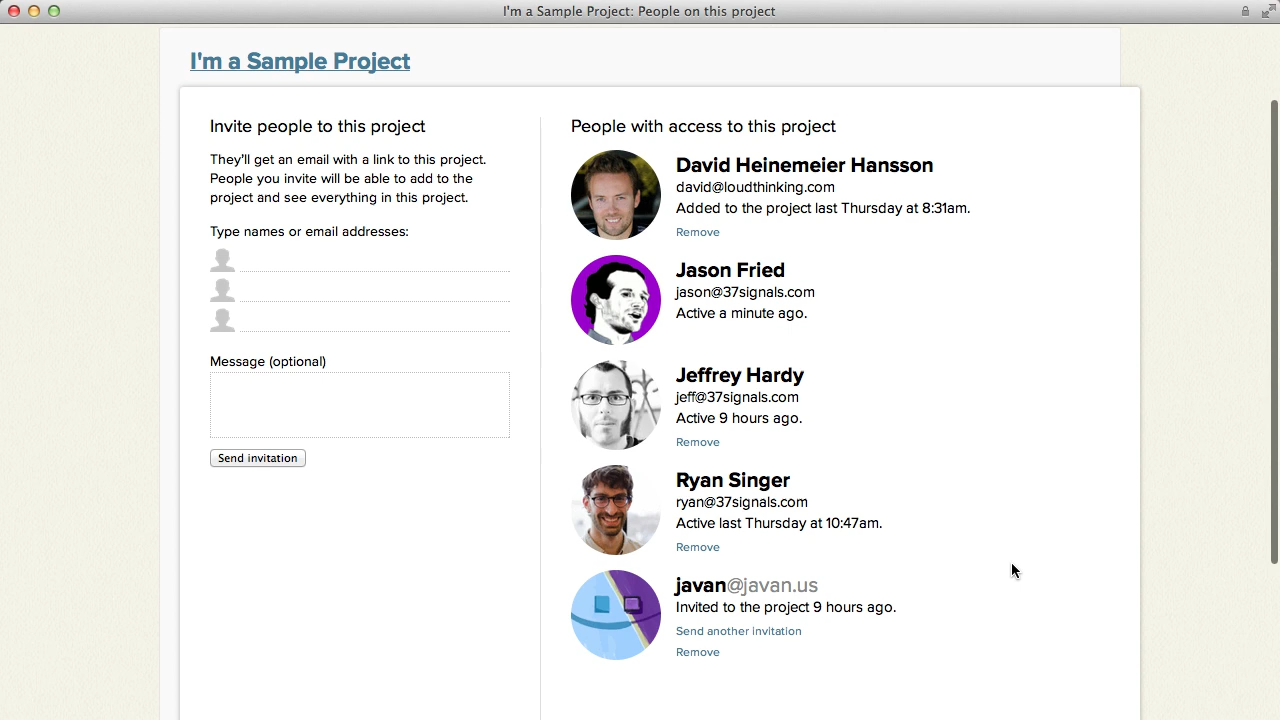 I'm a Sample Project: People on this project
I'm a Sample Project
Invite people to this project
They'll get an email with a link to this project.
People you invite will be able to add to the
project and see everything in this project.
Type names or email addresses:
Message (optional)
Send invitation
People with access to this project
David Heinemeier Hansson
david@loudthinking.com
Added to the project last Thursday at 8:31am.
Remove
Jason Fried
jason@37signals.com
Active a minute ago.
Jeffrey Hardy
jeff@37signals.com
Active 9 hours ago.
Remove
Ryan Singer
ryan@37signals.com
Active last Thursday at 10:47am.
Remove
javan@javan.us
Invited to the project 9 hours ago.
Send another invitation
Remove